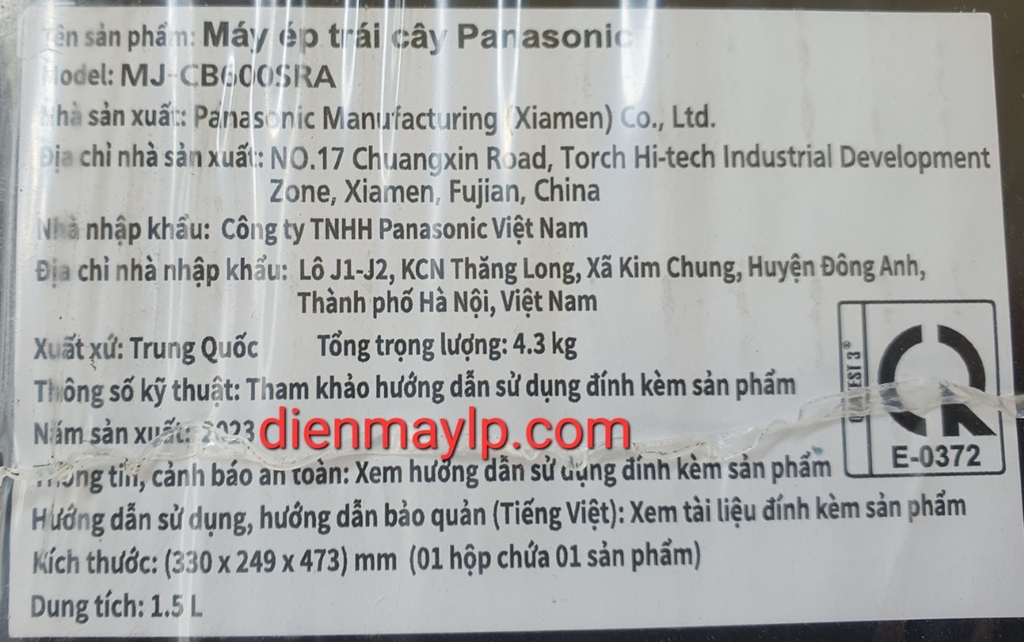 Tên sản phẩm: Máy ép trái cây Panasonic
Model: MJ-CB600SRA
Nhà sản xuất: Panasonic Manufacturing (Xiamen) Co., Ltd.
Địa chỉ nhà sản xuất: NO.17 Chuangxin Road, Torch Hi-tech Industrial Development
Zone, Xiamen, Fujian, China
Nhà nhập khẩu: Công ty TNHH Panasonic Việt Nam
Địa chỉ nhà nhập khẩu: Lô J1-J2, KCN Thăng Long, Xã Kim Chung, Huyện Đông Anh,
Thành phố Hà Nội, Việt Nam
Xuất xứ: Trung Quốc Tổng trọng lượng: 4.3 kg
Thông số kỹ thuật: Tham khảo hướng dẫn sử dụng đính kèm sản phẩm
Năm sản xuất: 2023
dienmaylp.com
Thông tin, cảnh báo an toàn: Xem hướng dẫn sử dụng đính kèm sản phẩm
Hướng dẫn sử dụng, hướng dẫn bảo quản (Tiếng Việt): Xem tài liệu đính kèm sản phẩm
Kích thước: (330 x 249 x 473) mm (01 hộp chứa 01 sản phẩm)
Dung tích: 1.5 L
TEST 3®
CR
E-0372